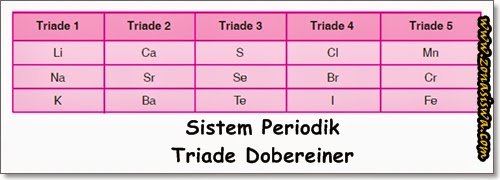 Triade 1 Triade 2 Triade 3 Triade 4 Triade 5
Li Ca S Cl Mn
Na Sr Se Br Cr
K Ba Te I Fe
Sistem Periodik
Triade Dobereiner
www.zonasiswa.com